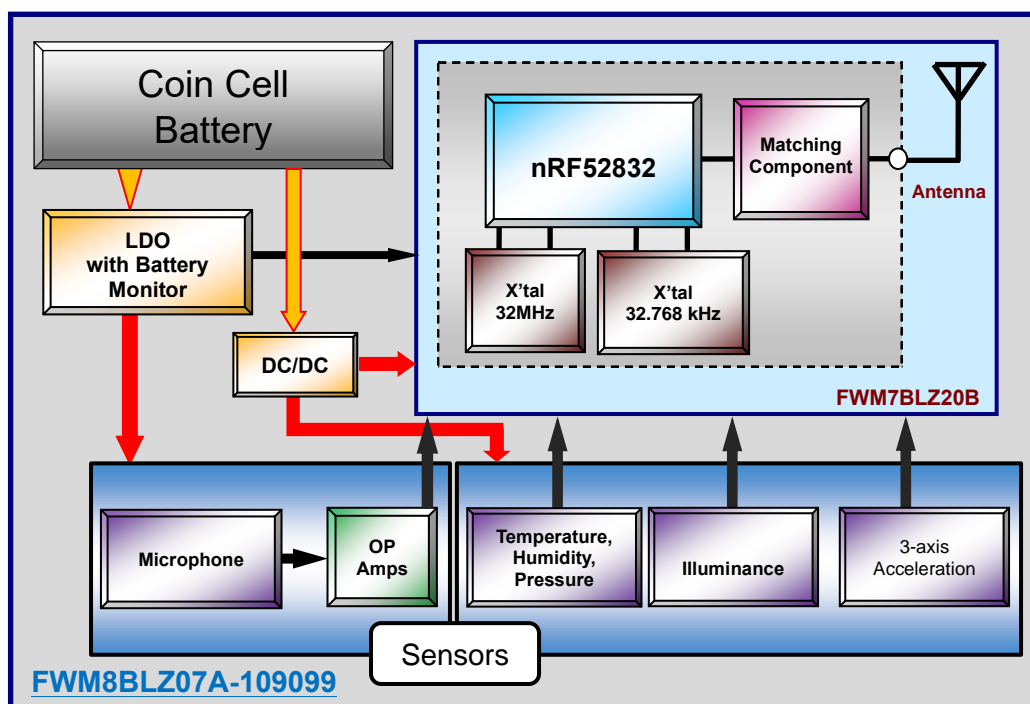 Coin Cell
Battery
nRF52832
Matching
Component
Antenna
LDO
with Battery
Monitor
X’tal
32MHz
X’tal
32.768 kHz
DC/DC
FWM7BLZ20B
Microphone
OP
Amps
Temperature,
Humidity,
Pressure
Illuminance
3-axis
Acceleration
Sensors
FWM8BLZ07A-109099